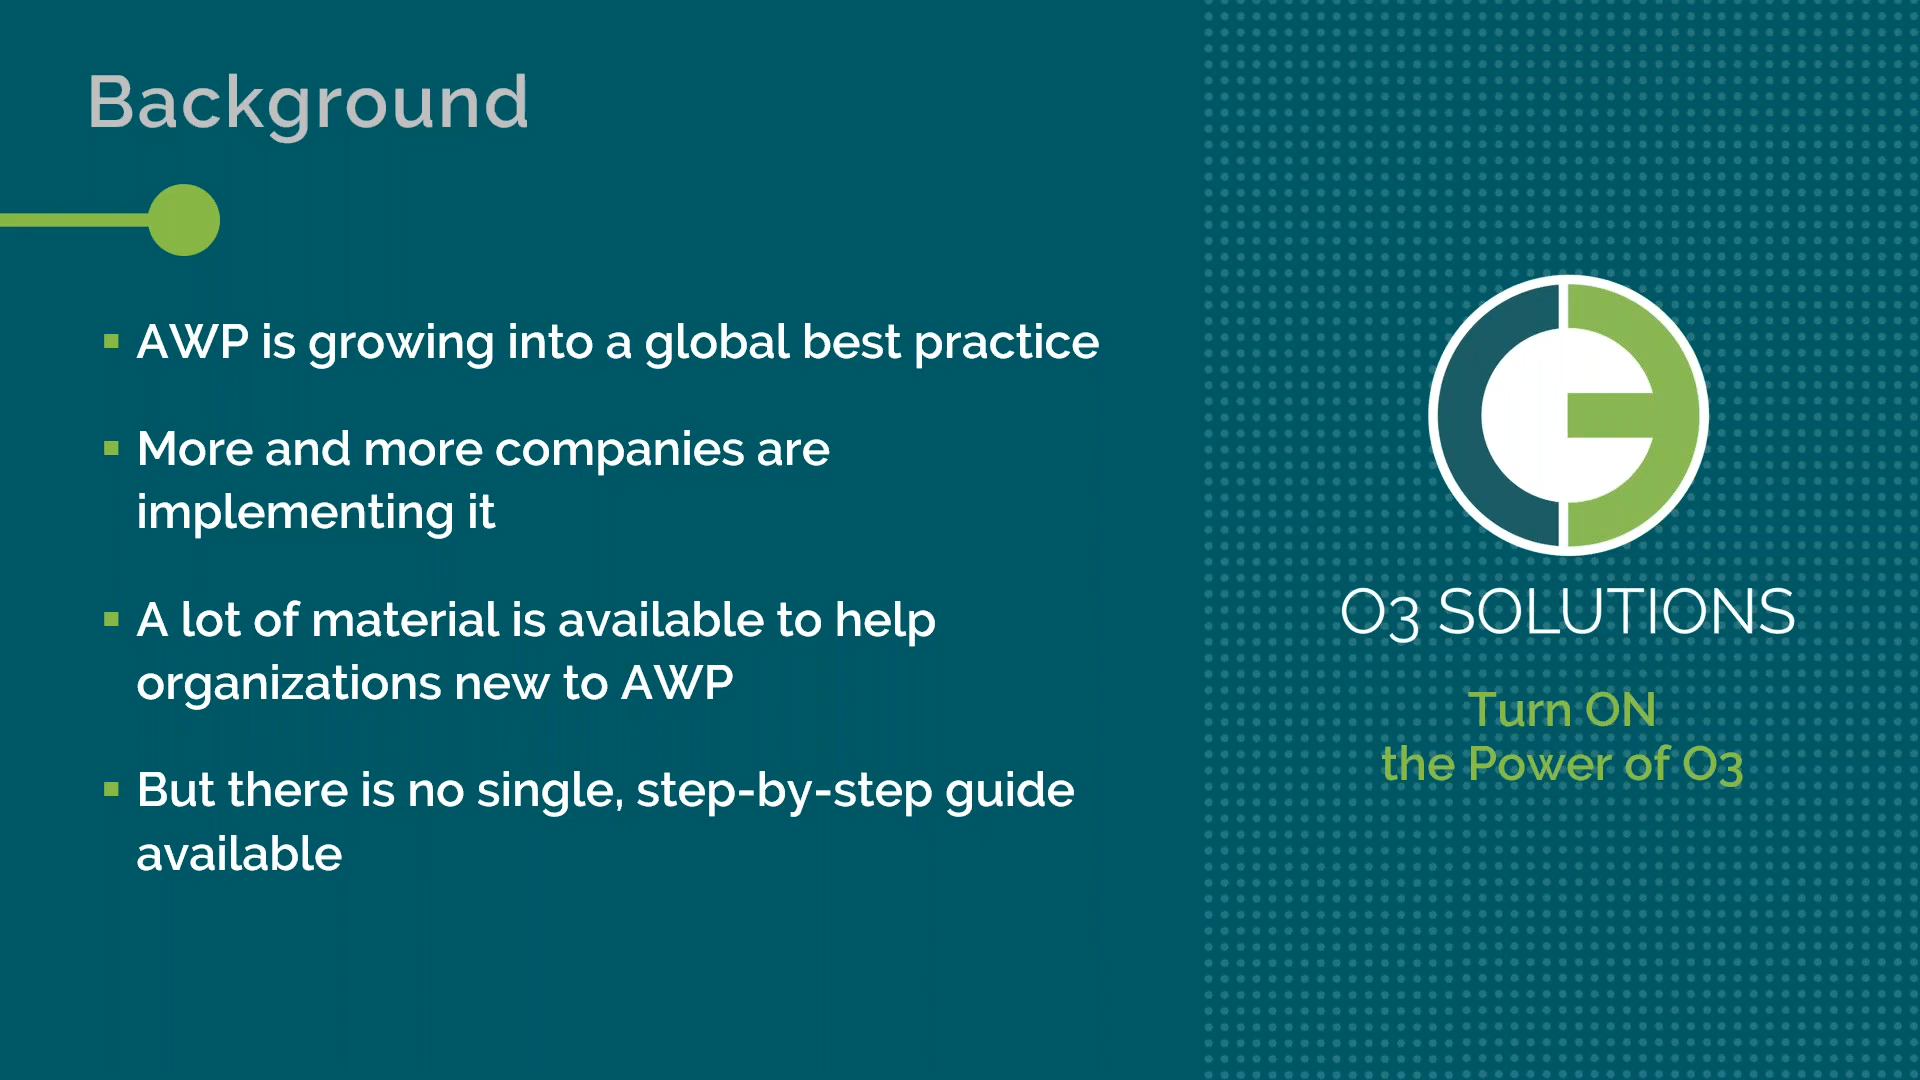 Background
AWP is growing into a global best practice
More and more companies are
implementing it
A lot of material is available to help
organizations new to AWP
But there is no single, step-by-step guide
available
O3 SOLUTIONS
Turn ON
the Power of O3